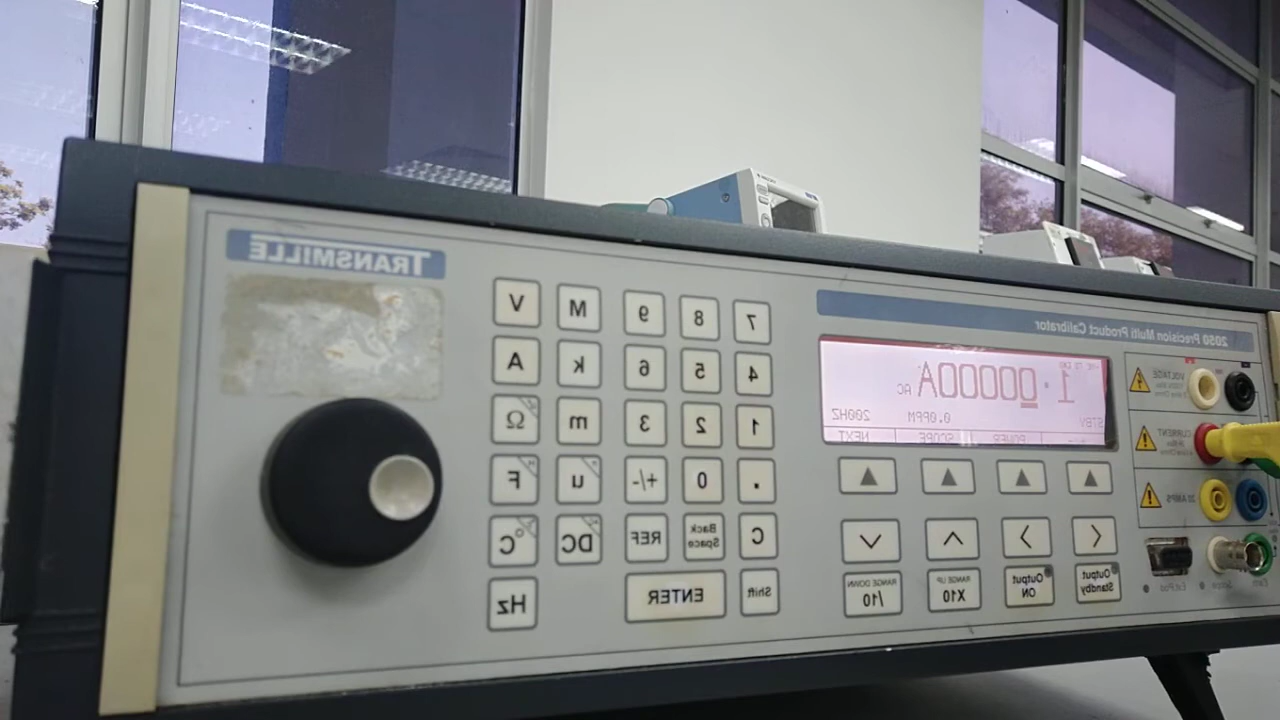 TRANSMILLE
2050 Precision Multi Product Calibrator
VOLTAGE
CURRENT
20 AMPS
1.00000A AC
STBY
0.0PPM
200HZ
+/-
POWER
SCOPE
NEXT
7
8
9
M
V
4
5
6
k
A
1
2
3
m
Ω
.
0
+/-
u
F
C
Back
Space
REF
DC
°C
Shift
ENTER
Hz
Output
Standby
Output
ON
RANGE UP
X10
RANGE DOWN
/10